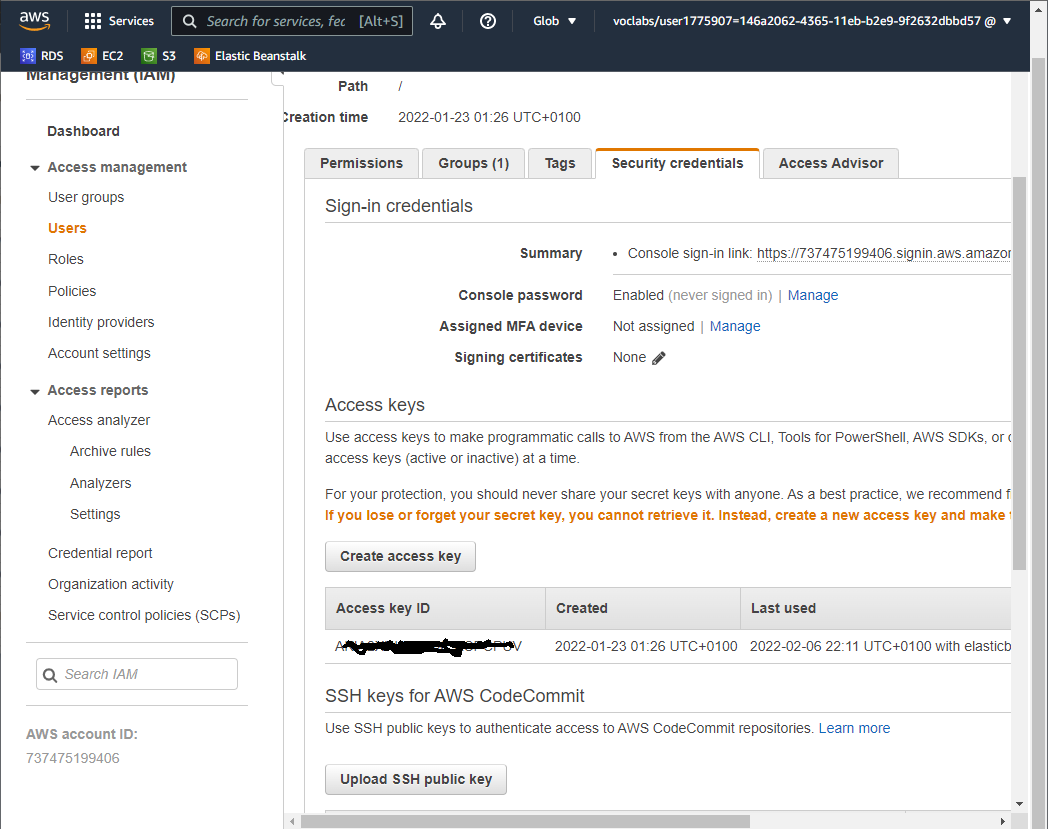 aws
Services
Search for services, fec [Alt+S]
Glob
voclabs/user1775907=146a2062-4365-11eb-b2e9-9f2632dbbd57 @
RDS EC2 S3 Elastic Beanstalk
Management (IAM)
Dashboard
Access management
User groups
Users
Roles
Policies
Identity providers
Account settings
Access reports
Access analyzer
Archive rules
Analyzers
Settings
Credential report
Organization activity
Service control policies (SCPs)
Search IAM
AWS account ID:
737475199406
Path /
Creation time 2022-01-23 01:26 UTC+0100
Permissions Groups (1) Tags Security credentials Access Advisor
Sign-in credentials
Summary • Console sign-in link: https://737475199406.signin.aws.amazon
Console password Enabled (never signed in) | Manage
Assigned MFA device Not assigned | Manage
Signing certificates None
Access keys
Use access keys to make programmatic calls to AWS from the AWS CLI, Tools for PowerShell, AWS SDKs, or
access keys (active or inactive) at a time.
For your protection, you should never share your secret keys with anyone. As a best practice, we recommend
If you lose or forget your secret key, you cannot retrieve it. Instead, create a new access key and make
Create access key
Access key ID Created Last used
2022-01-23 01:26 UTC+0100 2022-02-06 22:11 UTC+0100 with elasticb
SSH keys for AWS CodeCommit
Use SSH public keys to authenticate access to AWS CodeCommit repositories. Learn more
Upload SSH public key